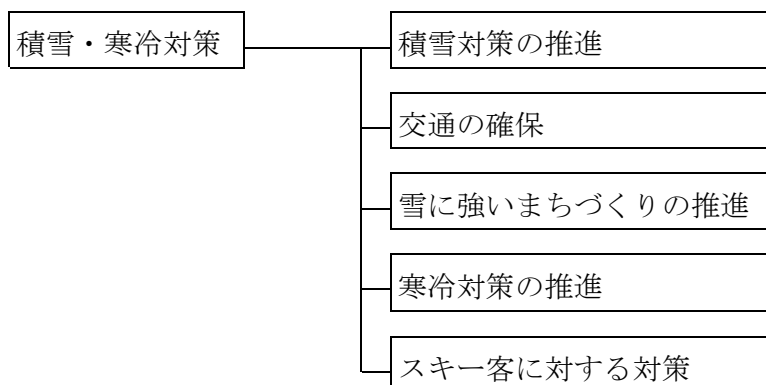 積雪・寒冷対策
積雪対策の推進
交通の確保
雪に強いまちづくりの推進
寒冷対策の推進
スキー客に対する対策